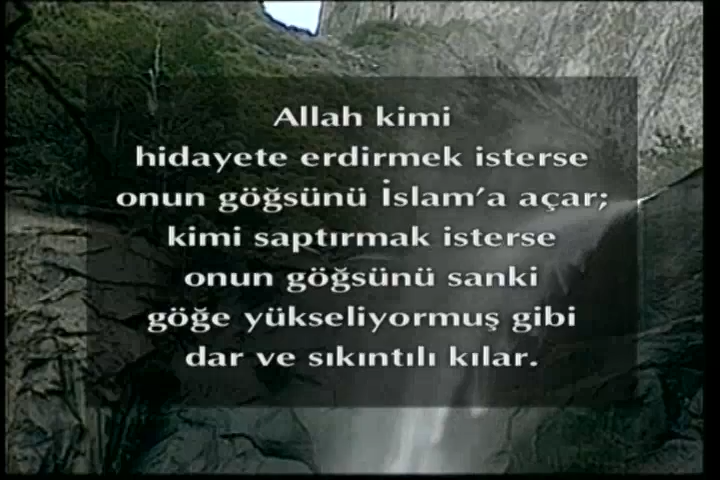 Allah kimi
hidayete erdirmek isterse
onun göğsünü İslam'a açar;
kimi saptırmak isterse
onun göğsünü sanki
göğe yükseliyormuş gibi
dar ve sıkıntılı kılar.